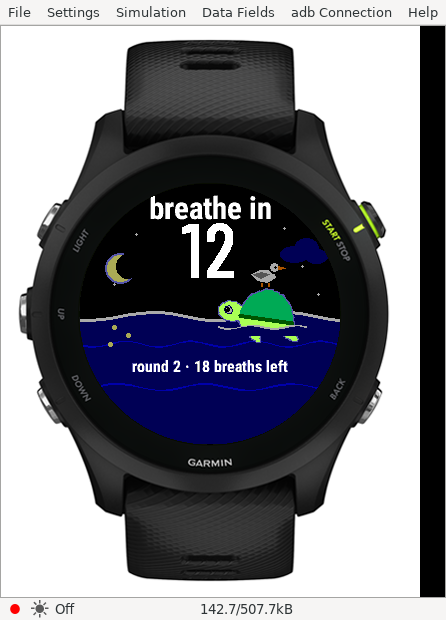 File Settings Simulation Data Fields adb Connection Help
breathe in
12
LIGHT
START STOP
UP
round 2 · 18 breaths left
DOWN
BACK
GARMIN
Off 142.7/507.7kB